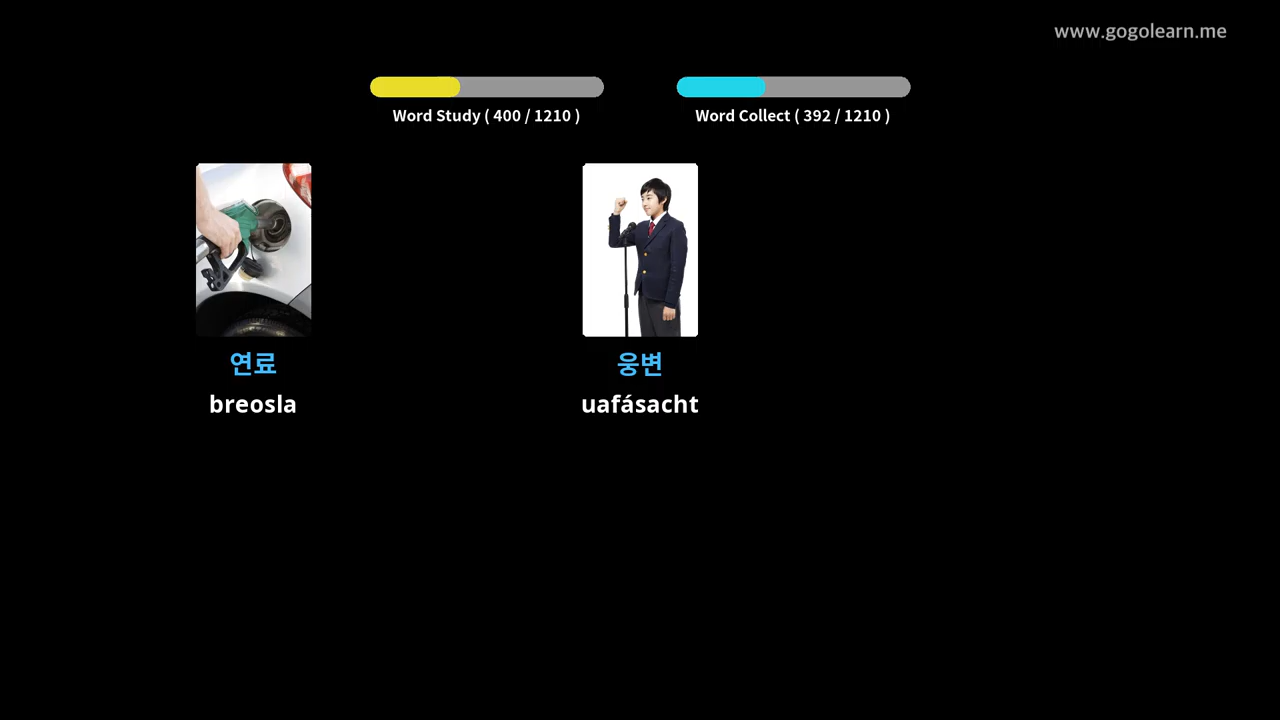 www.gogolearn.me
Word Study ( 400 / 1210 )
Word Collect ( 392 / 1210 )
연료
웅변
breosla
uafásacht